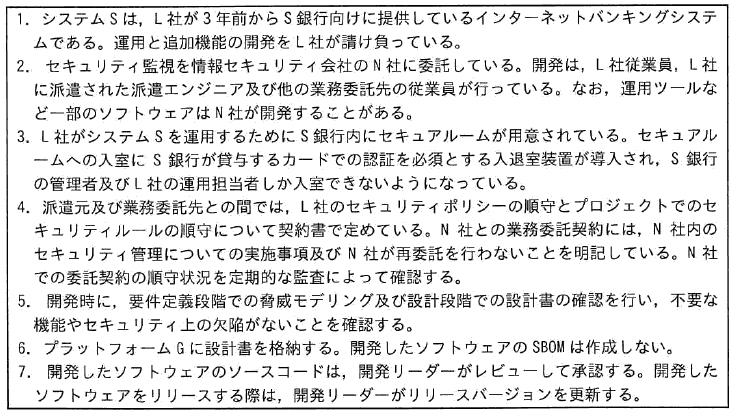 1. システムSは，L社が3年前からS銀行向けに提供しているインターネットバンキングシステ
ムである。運用と追加機能の開発をL社が請け負っている。
2. セキュリティ監視を情報セキュリティ会社のN社に委託している。開発は，L社従業員，L社
に派遣された派遣エンジニア及び他の業務委託先の従業員が行っている。なお，運用ツールな
ど一部のソフトウェアはN社が開発することがある。
3. L社がシステムSを運用するためにS銀行内にセキュアルームが用意されている。セキュアル
ームへの入室にS銀行が貸与するカードでの認証を必須とする入退室装置が導入され，S銀行
の管理者及びL社の運用担当者しか入室できないようになっている。
4. 派遣元及び業務委託先との間では，L社のセキュリティポリシーの順守とプロジェクトでのセ
キュリティルールの順守について契約書で定めている。N社との業務委託契約には，N社内の
セキュリティ管理についての実施事項及びN社が再委託を行わないことを明記している。N社
での委託契約の順守状況を定期的な監査によって確認する。
5. 開発時に，要件定義段階での脅威モデリング及び設計段階での設計書の確認を行い，不要な
機能やセキュリティ上の欠陥がないことを確認する。
6. プラットフォームGに設計書を格納する。開発したソフトウェアのSBOMは作成しない。
7. 開発したソフトウェアのソースコードは，開発リーダーがレビューして承認する。開発した
ソフトウェアをリリースする際は，開発リーダーがリリースバージョンを更新する。